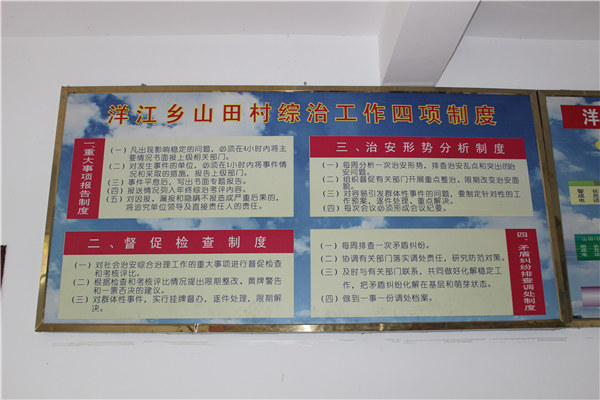 洋江乡山田村综治工作四项制度
一、重大事项报告制度
(一)凡出现影响稳定的问题，必须在4小时内将主
要情况书面报上级相关部门。
(二)对发生事件的单位，必须在1小时内将事件情
况和采取的措施，报告上级部门。
(三)事件平息后，写出书面专题报告。
(四)报送情况列入年终综治考评内容。
(五)对因报、漏报和隐瞒不报造成严重后果的，
将追究单位领导及直接责任人的责任。
二、督促检查制度
(一)对社会治安综合治理工作的重大事项进行督促检查
和考核评比。
(二)根据检查和考核评比情况提出限期整改、黄牌警告
和一票否决的建议。
(三)对群体性事件，实行挂牌督办、逐件处理、限期解
决。
三、治安形势分析制度
(一)每周分析一次治安形势，排查治安乱点和突出的治
安问题。
(二)组织督促有关部门开展重点整治，限期改变治安面
貌。
(三)对容易引发群体性事件的问题，要制定针对性的工
作预案、逐件处理、重点解决。
(四)每次会议必须形成会议纪要。
四、矛盾纠纷排查调处制度
(一)每周排查一次矛盾纠纷。
(二)协调有关部门落实调处责任，研究防范对策。
(三)及时与有关部门联系，共同做好化解稳定工
作，把矛盾纠纷化解在基层和萌芽状态。
(四)做到一事一份调处档案。
洋